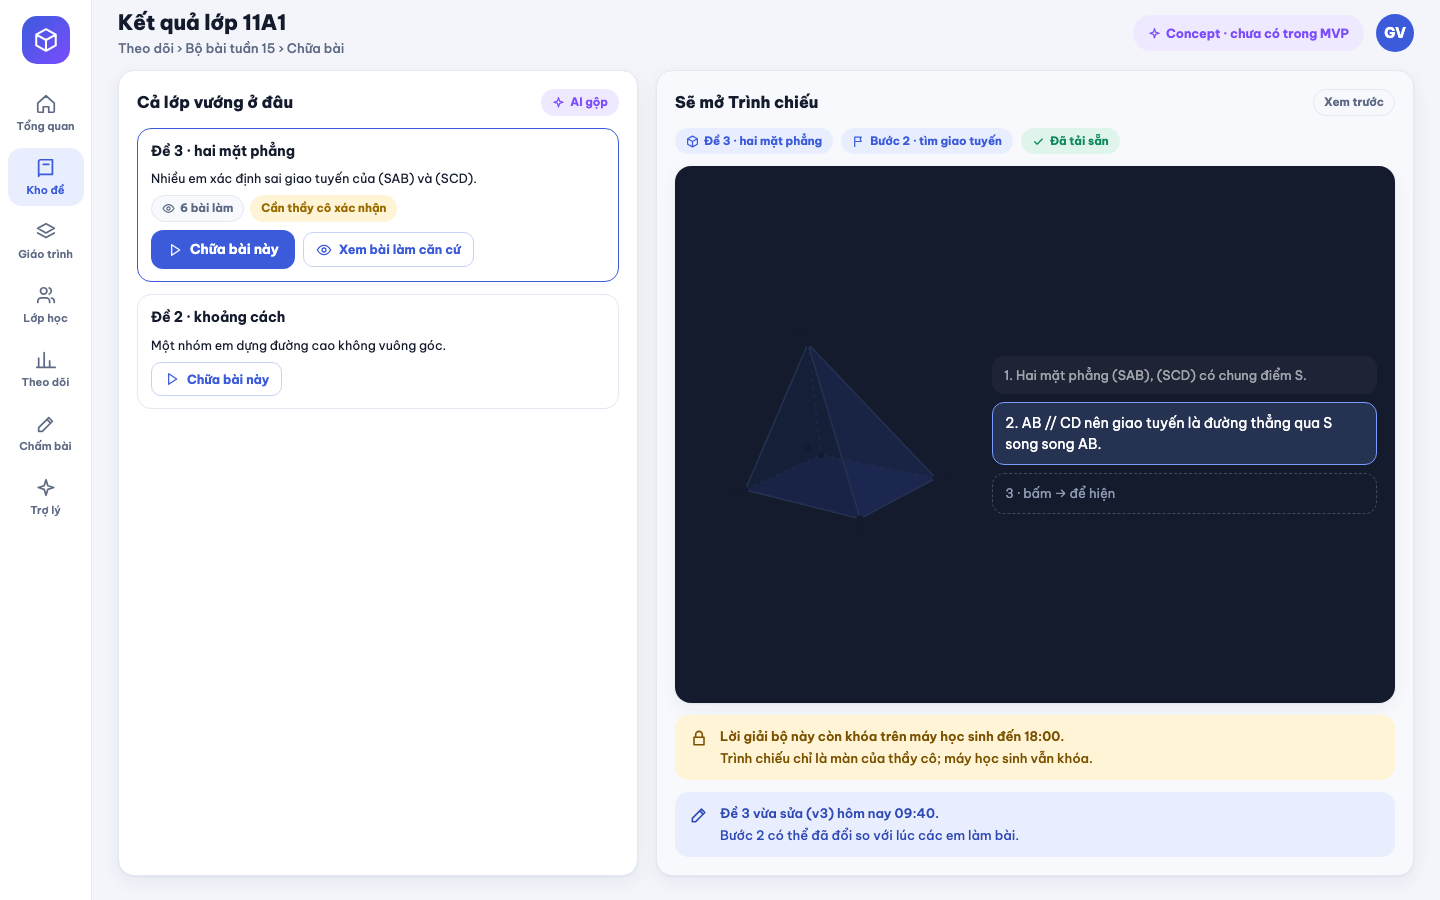 Tổng quan
Kho đề
Giáo trình
Lớp học
Theo dõi
Chấm bài
Trợ lý
Kết quả lớp 11A1
Theo dõi › Bộ bài tuần 15 › Chữa bài
Concept · chưa có trong MVP
GV
Cả lớp vướng ở đâu
AI gộp
Đề 3 · hai mặt phẳng
Nhiều em xác định sai giao tuyến của (SAB) và (SCD).
6 bài làm
Cần thầy cô xác nhận
Chữa bài này
Xem bài làm căn cứ
Đề 2 · khoảng cách
Một nhóm em dựng đường cao không vuông góc.
Chữa bài này
Sẽ mở Trình chiếu
Xem trước
Đề 3 · hai mặt phẳng
Bước 2 · tìm giao tuyến
Đã tải sẵn
1. Hai mặt phẳng (SAB), (SCD) có chung điểm S.
2. AB // CD nên giao tuyến là đường thẳng qua S
song song AB.
3 · bấm → để hiện
Lời giải bộ này còn khóa trên máy học sinh đến 18:00.
Trình chiếu chỉ là màn của thầy cô; máy học sinh vẫn khóa.
Đề 3 vừa sửa (v3) hôm nay 09:40.
Bước 2 có thể đã đổi so với lúc các em làm bài.